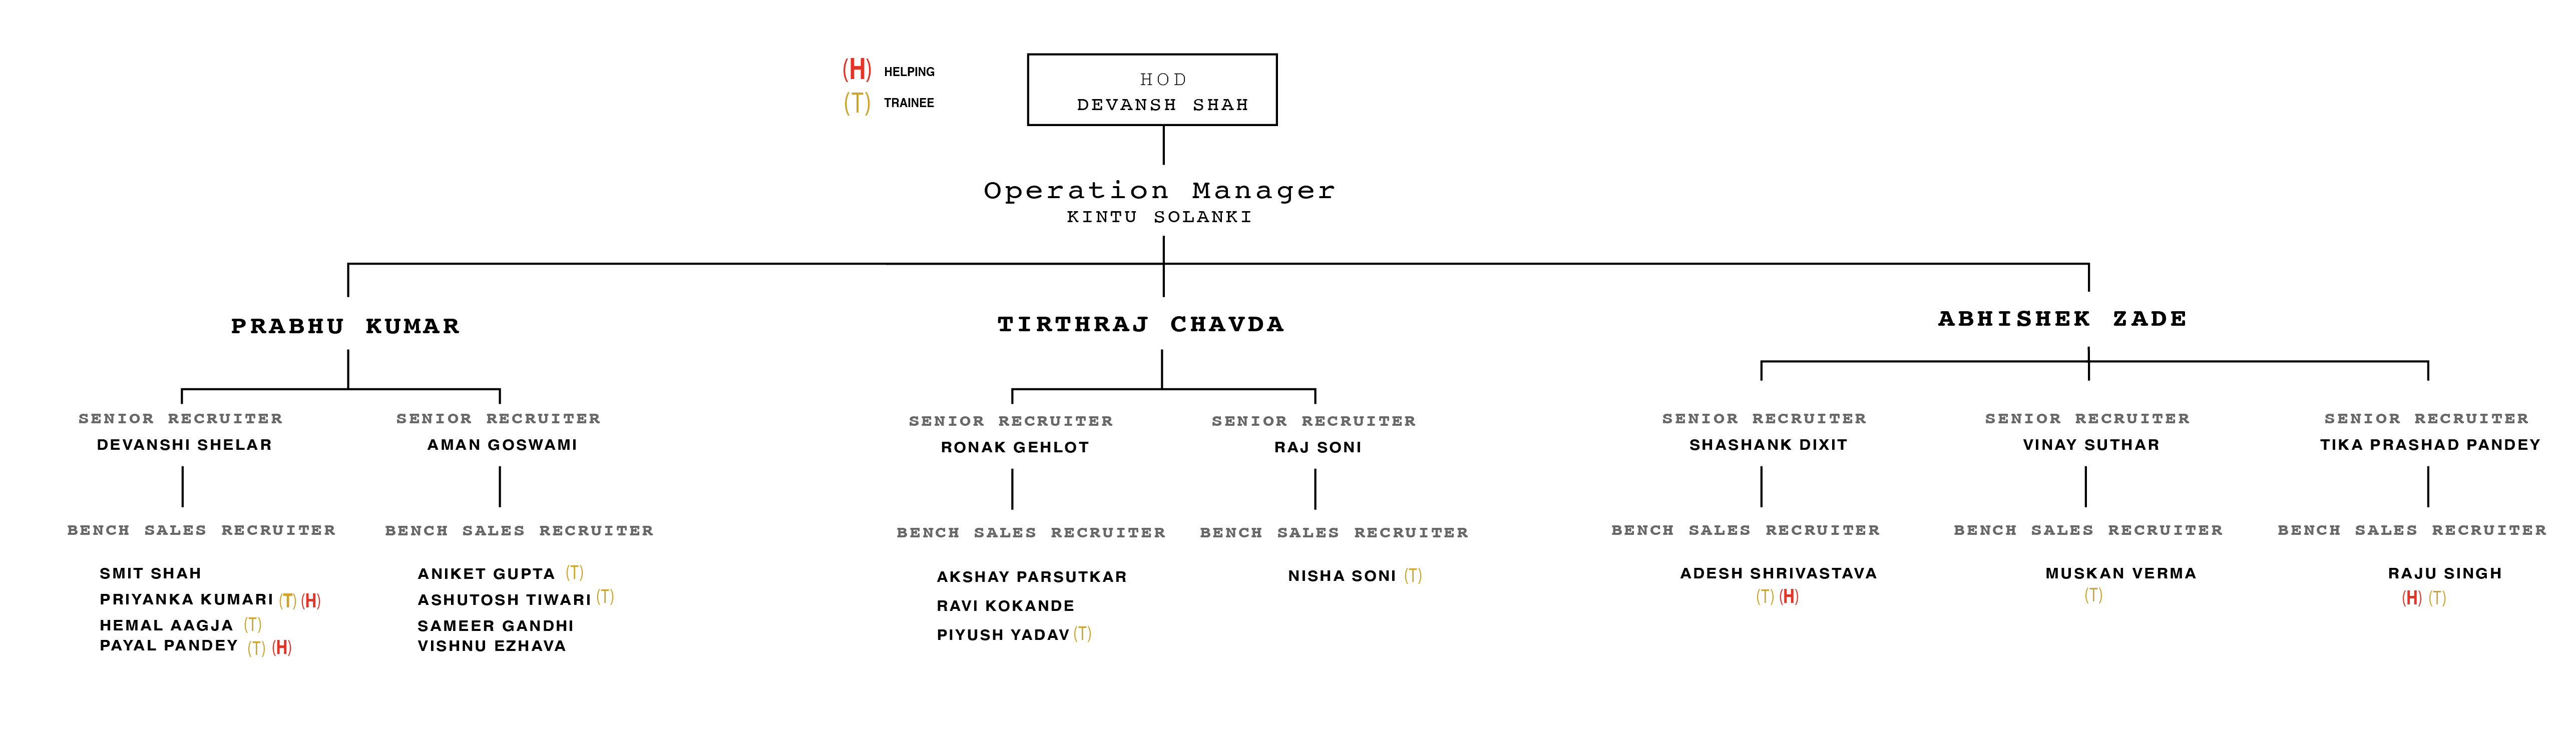 (H) HELPING
(T) TRAINEE
HOD
DEVANSH SHAH
Operation Manager
KINTU SOLANKI
PRABHU KUMAR
TIRTHRAJ CHAVDA
ABHISHEK ZADE
SENIOR RECRUITER
DEVANSHI SHELAR
BENCH SALES RECRUITER
SMIT SHAH
PRIYANKA KUMARI (T) (H)
HEMAL AAGJA (T)
PAYAL PANDEY (T) (H)
SENIOR RECRUITER
AMAN GOSWAMI
BENCH SALES RECRUITER
ANIKET GUPTA (T)
ASHUTOSH TIWARI (T)
SAMEER GANDHI
VISHNU EZHAVA
SENIOR RECRUITER
RONAK GEHLOT
BENCH SALES RECRUITER
AKSHAY PARSUTKAR
RAVI KOKANDE
PIYUSH YADAV (T)
SENIOR RECRUITER
RAJ SONI
BENCH SALES RECRUITER
NISHA SONI (T)
SENIOR RECRUITER
SHASHANK DIXIT
BENCH SALES RECRUITER
ADESH SHRIVASTAVA
(T) (H)
SENIOR RECRUITER
VINAY SUTHAR
BENCH SALES RECRUITER
MUSKAN VERMA
(T)
SENIOR RECRUITER
TIKA PRASHAD PANDEY
BENCH SALES RECRUITER
RAJU SINGH
(H) (T)